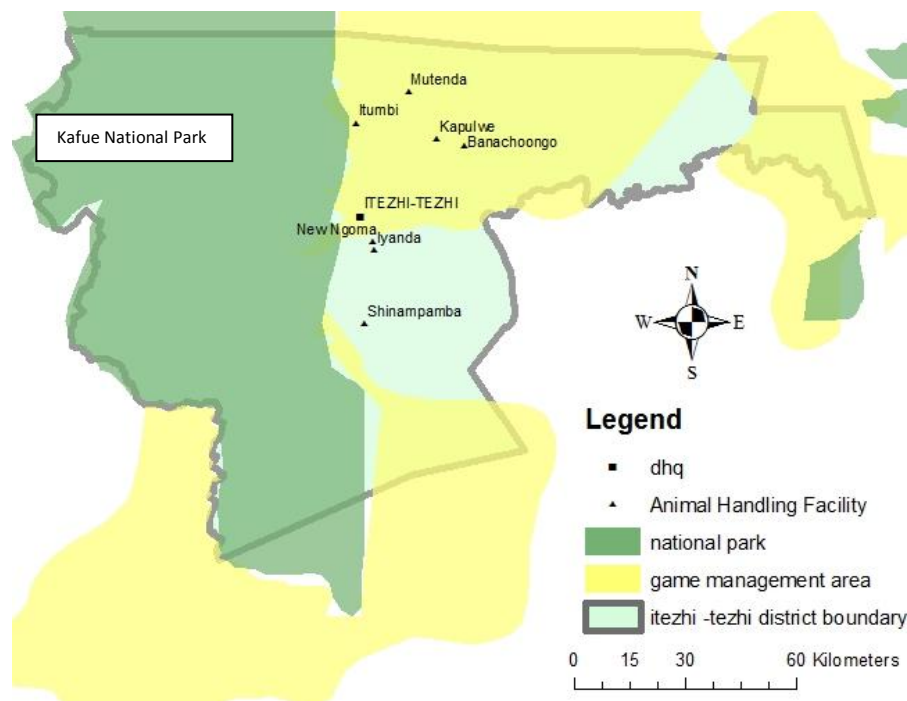 Mutenda
Itumbi
Kafue National Park
Kapulwe
Banachoongo
ITEZHI-TEZHI
New Ngoma
Iyanda
N
Shinampamba
W
E
S
Legend
dhq
Animal Handling Facility
national park
game management area
itezhi -tezhi district boundary
0 15 30 60 Kilometers